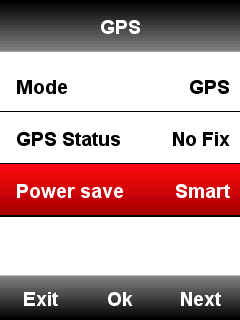 GPS
Mode GPS
GPS Status No Fix
Power save Smart
Exit Ok Next